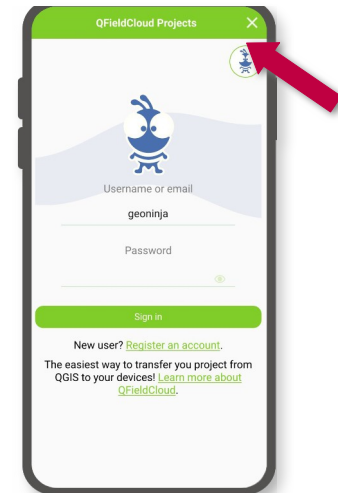 QFieldCloud Projects
Username or email
geoninja
Password
Sign in
New user? Register an account.
The easiest way to transfer you project from
QGIS to your devices! Learn more about
QFieldCloud.